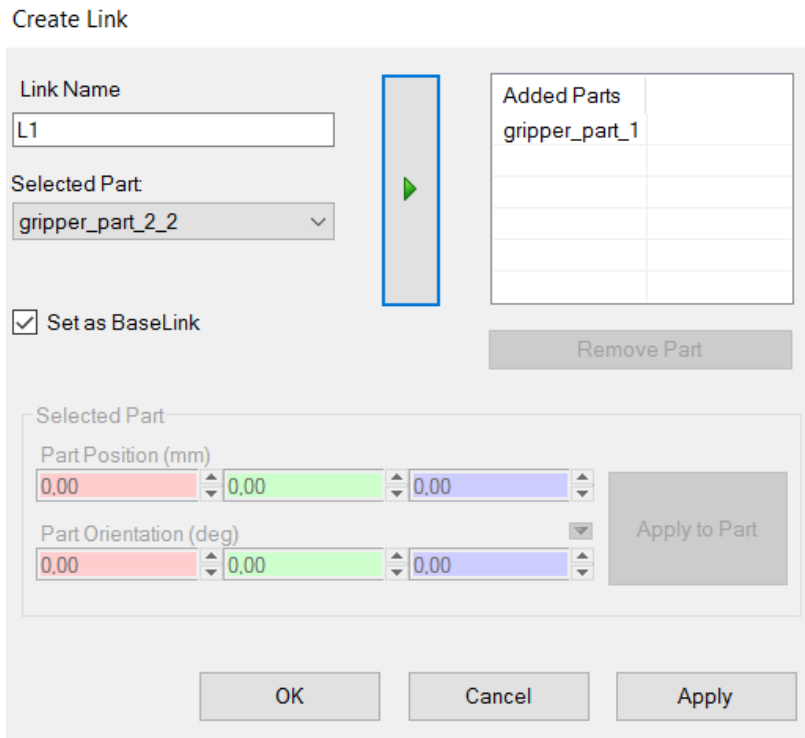 Create Link
Link Name
L1
Selected Part:
gripper_part_2_2
Set as BaseLink
Added Parts
gripper_part_1
Remove Part
Selected Part
Part Position (mm)
0,00 0,00 0,00
Part Orientation (deg)
0,00 0,00 0,00
Apply to Part
OK Cancel Apply